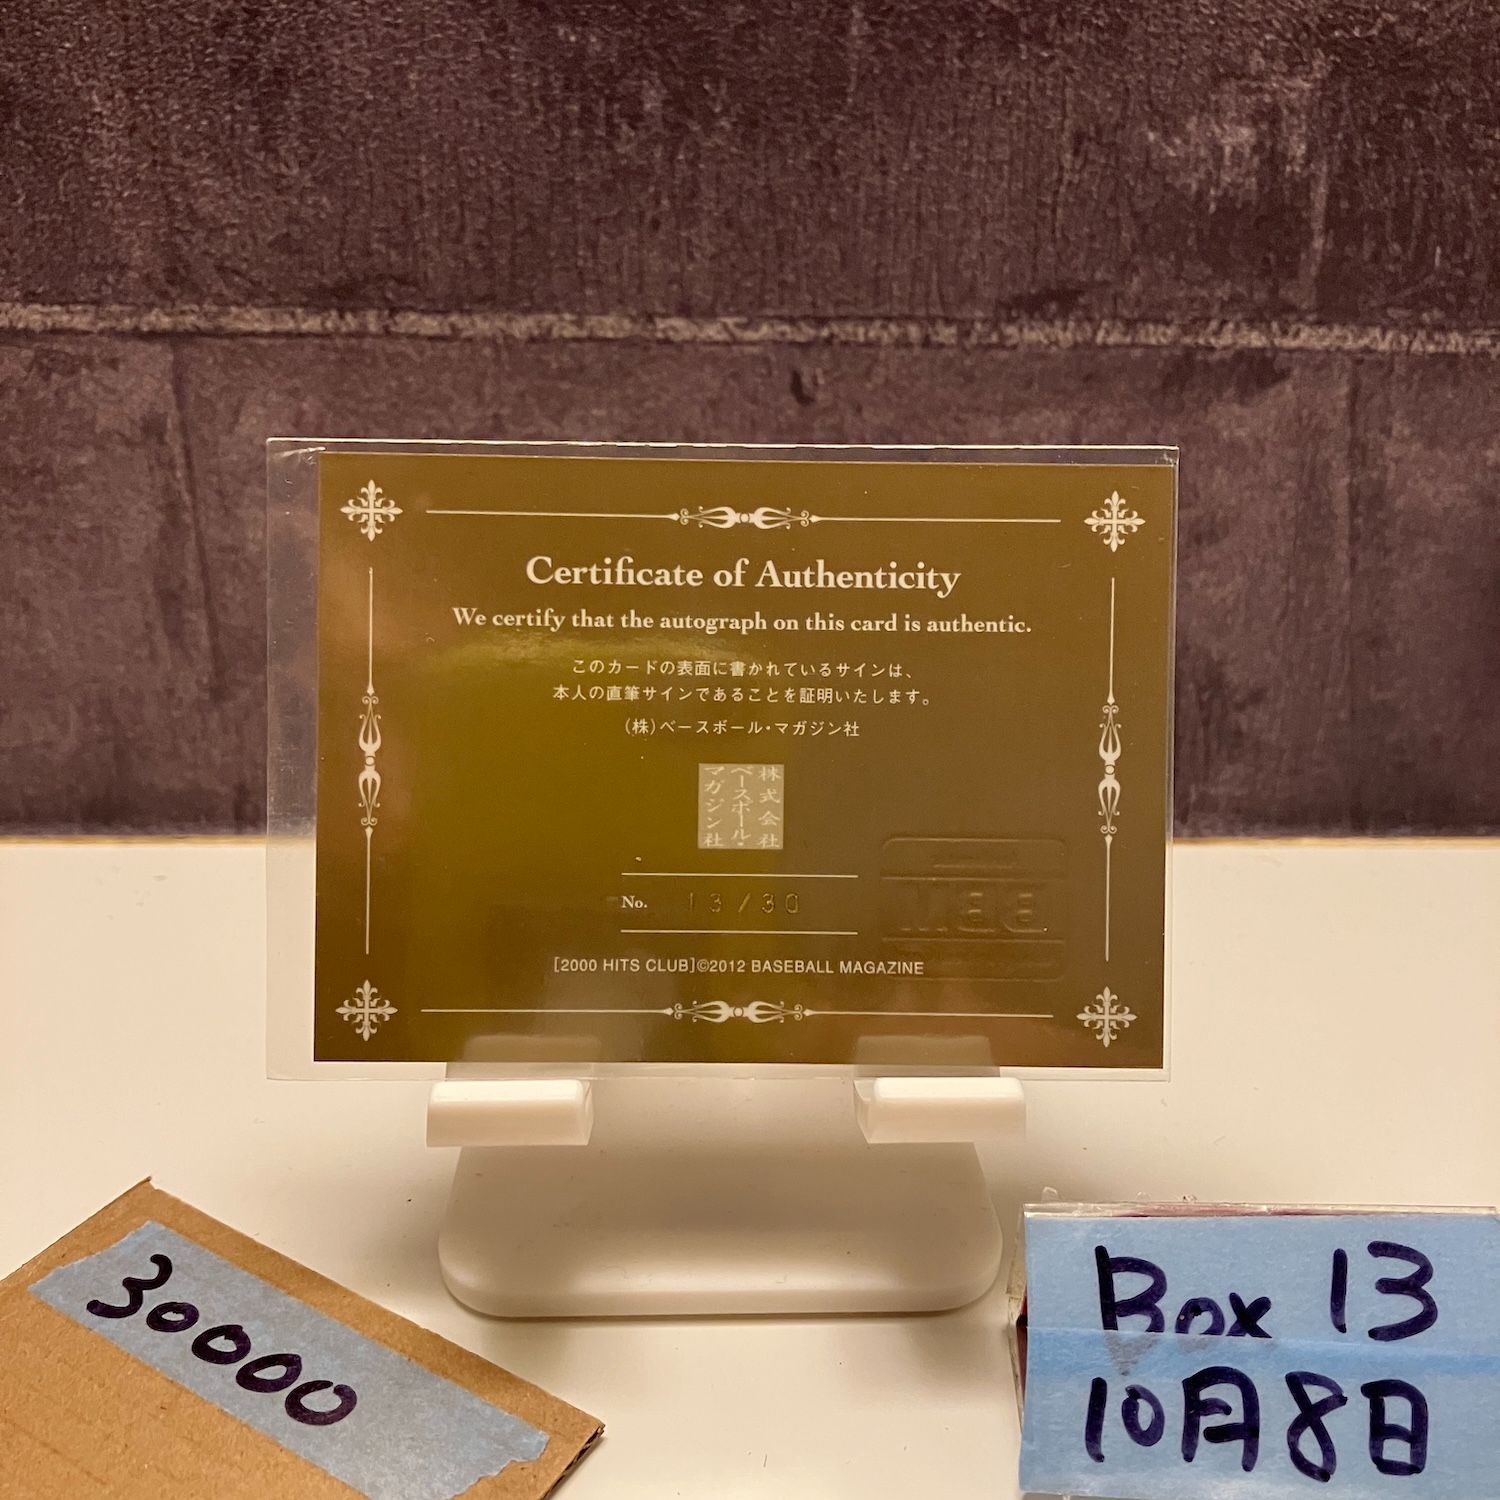 Certificate of Authenticity
We certify that the autograph on this card is authentic.
このカードの表面に書かれているサインは、
本人の直筆サインであることを証明いたします。
(株)ベースボール・マガジン社
株式会社
ベースボール・
マガジン社
No. 13/30
BBM
[2000 HITS CLUB]©2012 BASEBALL MAGAZINE
30000
Box 13
10月8日